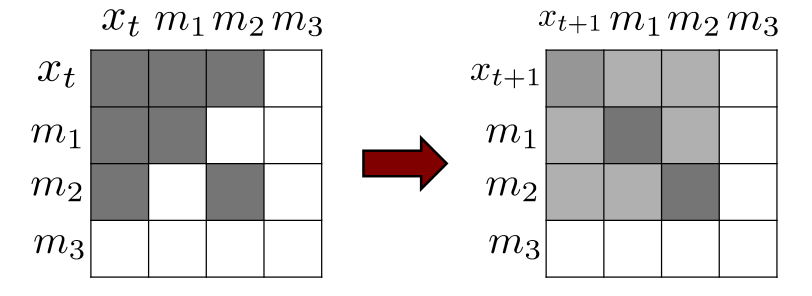 x_t m_1 m_2 m_3 x_{t+1} m_1 m_2 m_3
x_t x_{t+1}
m_1 m_1
m_2 m_2
m_3 m_3